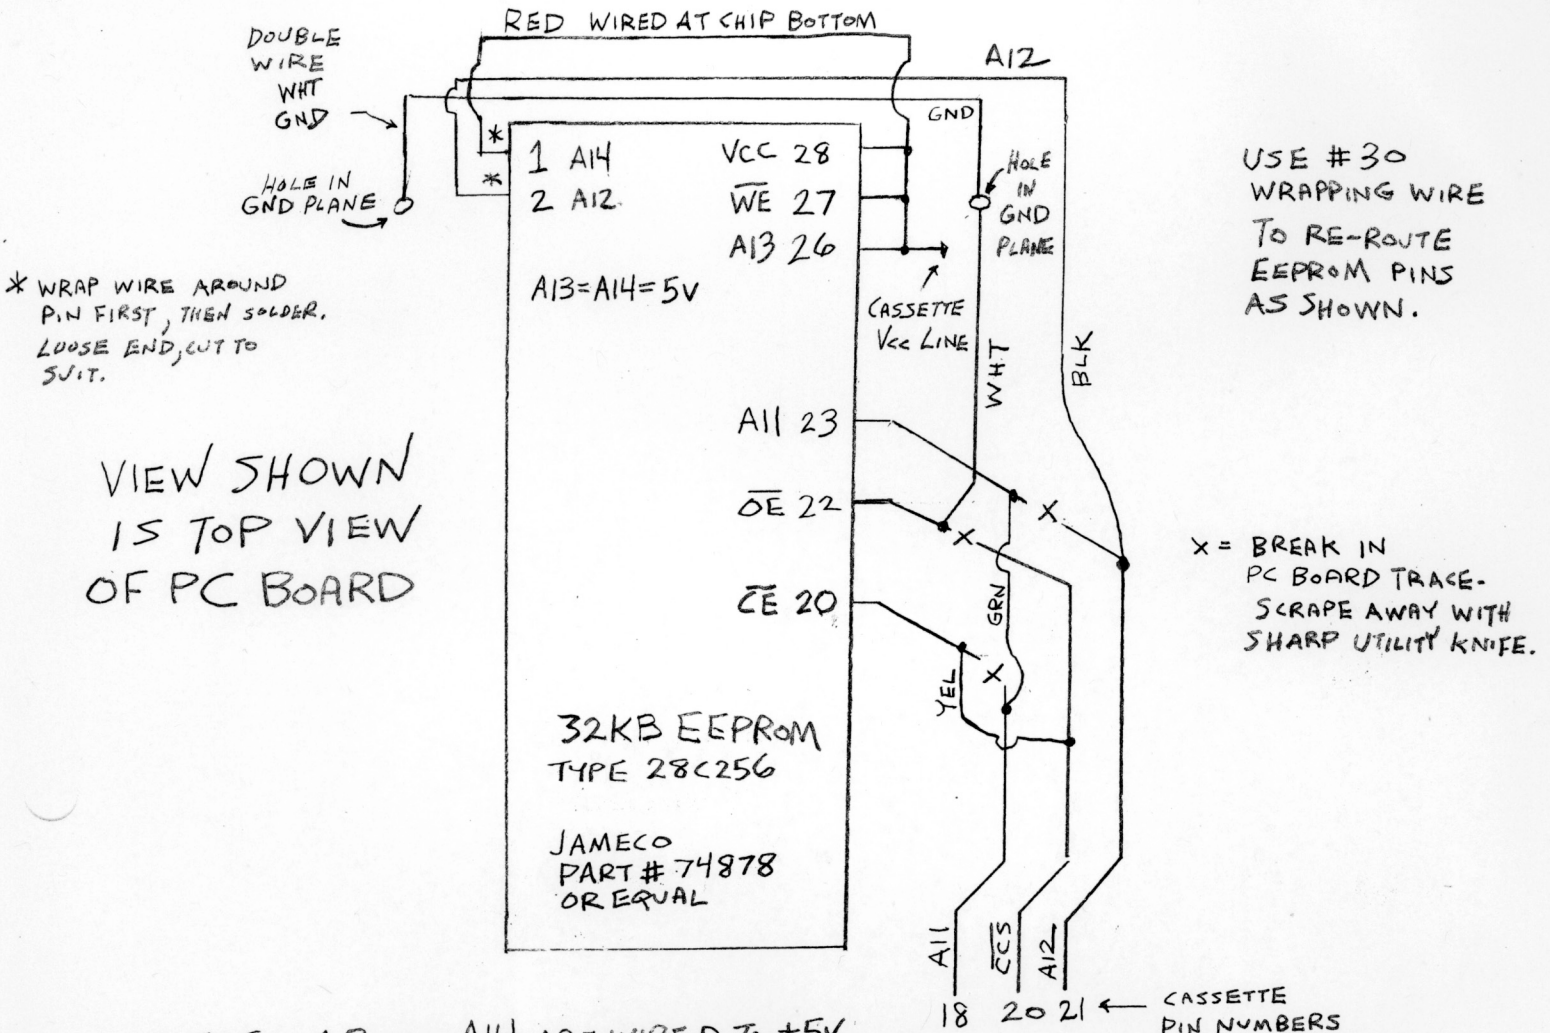 RED WIRED AT CHIP BOTTOM
DOUBLE
WIRE
WHT
GND
A12
GND
HOLE IN
GND PLANE
*
*
1 A14
2 A12
VCC 28
WE 27
A13 26
A13=A14=5V
HOLE
IN
GND
PLANE
CASSETTE
VCC LINE
USE #30
WRAPPING WIRE
TO RE-ROUTE
EEPROM PINS
AS SHOWN.
* WRAP WIRE AROUND
PIN FIRST, THEN SOLDER.
LOOSE END, CUT TO
SUIT.
WHT
BLK
VIEW SHOWN
IS TOP VIEW
OF PC BOARD
A11 23
OE 22
CE 20
X
X
X
GRN
YEL
X = BREAK IN
PC BOARD TRACE-
SCRAPE AWAY WITH
SHARP UTILITY KNIFE.
32KB EEPROM
TYPE 28C256
JAMECO
PART # 74878
OR EQUAL
A11
CCS
A12
18 20 21
CASSETTE
PIN NUMBERS
ARE WIRED TO +5V